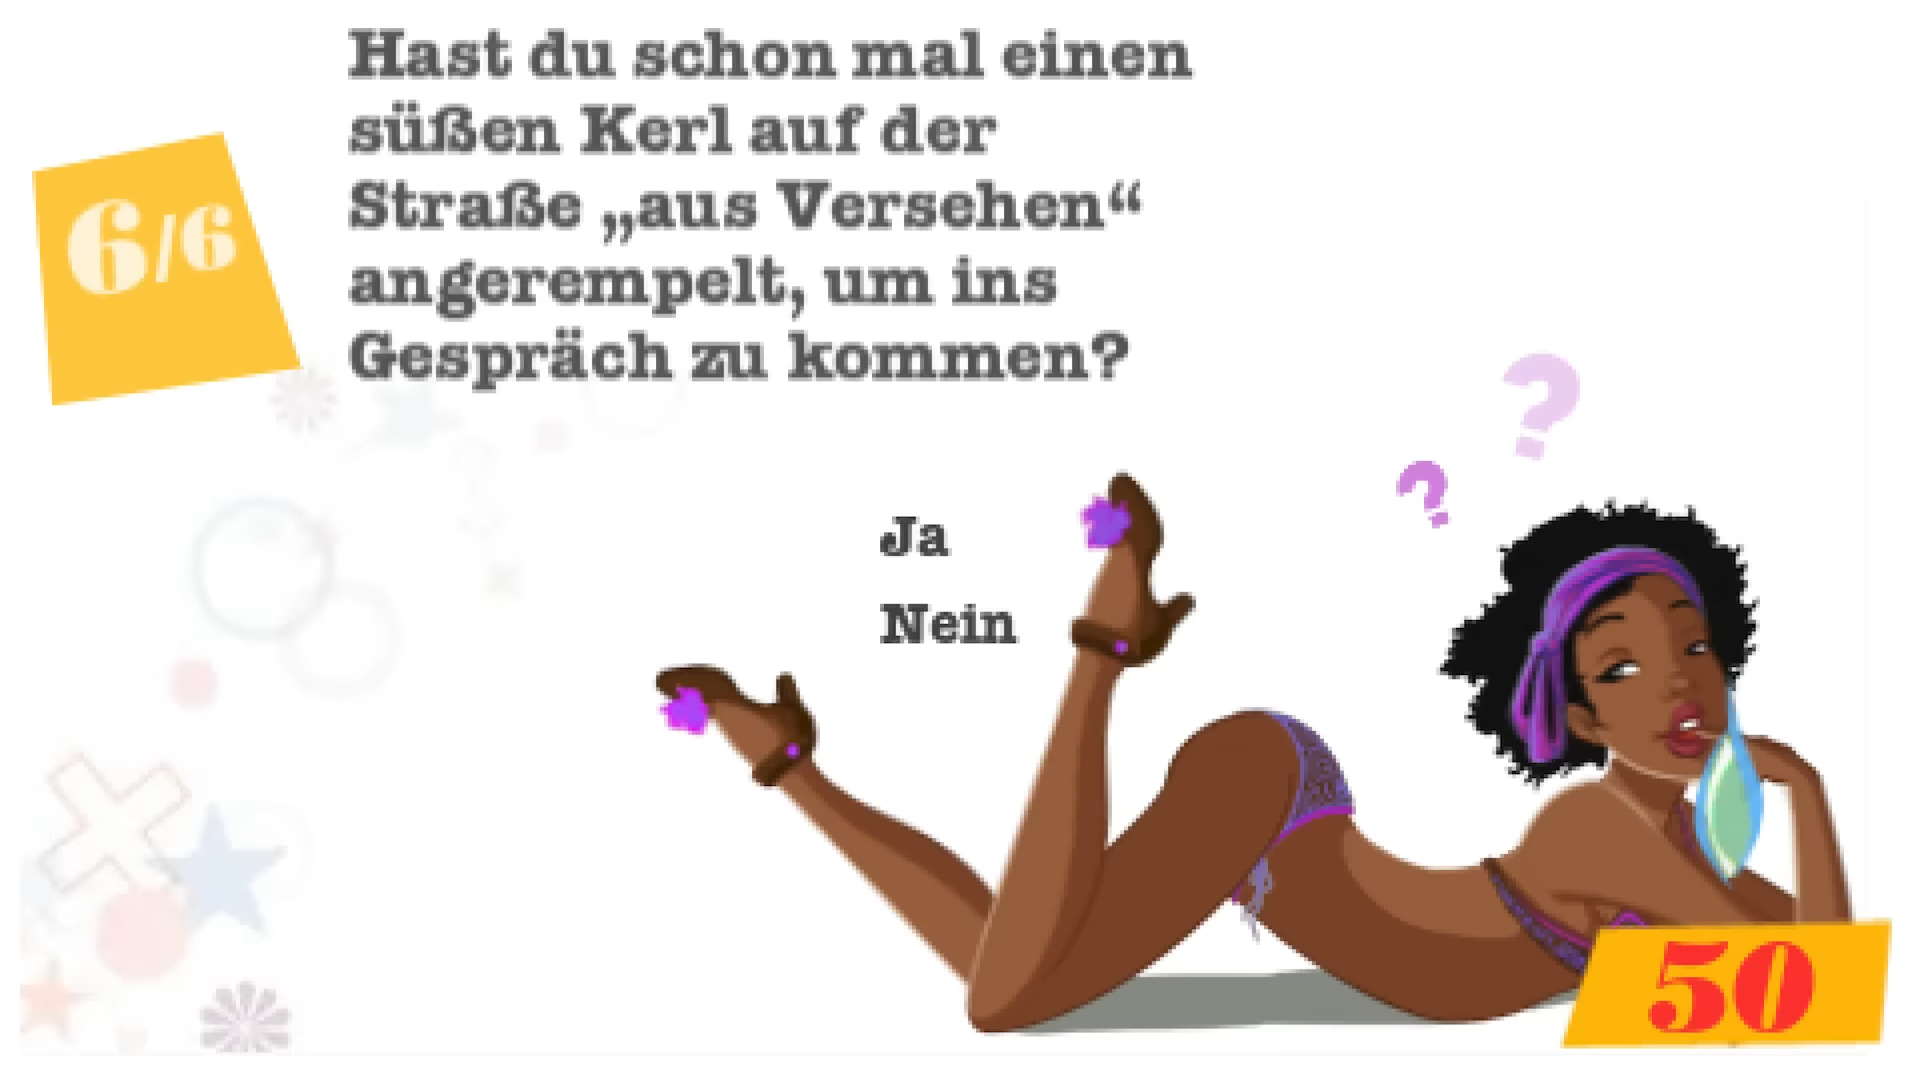 Hast du schon mal einen
süßen Kerl auf der
Straße „aus Versehen“
angerempelt, um ins
Gespräch zu kommen?
6/6
?
?
Ja
Nein
50